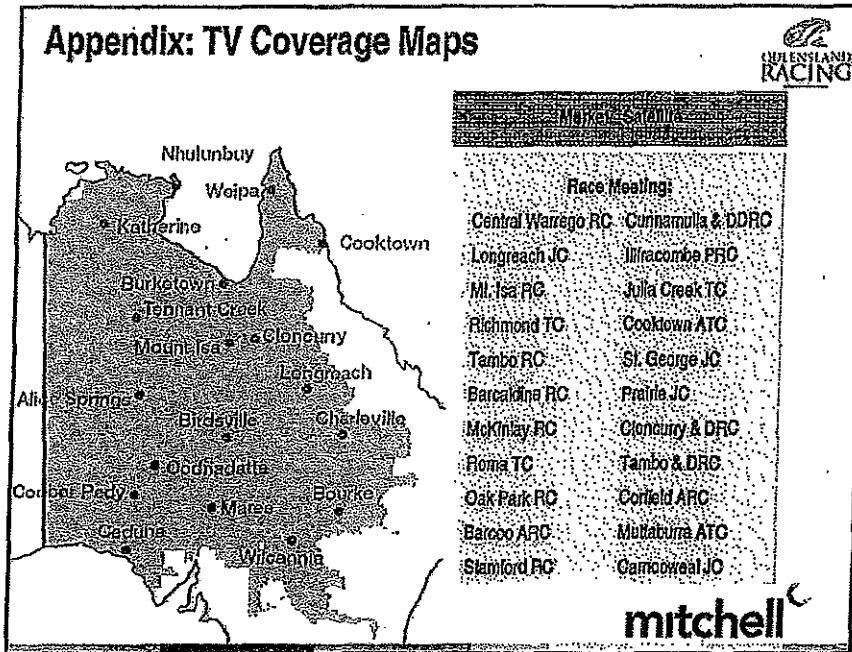 Appendix: TV Coverage Maps
QUEENSLAND
RACING
Market: Satellite
Race Meeting:
Central Warrego RC Cunnamulla & DDRC
Longreach JC Ilfracombe PRC
Mt. Isa RC Julia Creek TC
Richmond TC Cooktown ATC
Tambo RC St. George JC
Barcaldine RC Prairie JC
McKinlay RC Cloncurry & DRC
Roma TC Tambo & DRC
Oak Park RC Corfield ARC
Barcoo ARC Muttaburra ATC
Stamford RC Camooweal JC
Nhulunbuy
Weipa
Katherine
Cooktown
Burketown
Tennant Creek
Mount Isa
Cloncurry
Longreach
Alice Springs
Birdsville
Charleville
Oodnadatta
Coober Pedy
Maree
Bourke
Ceduna
Wilcannia
mitchell